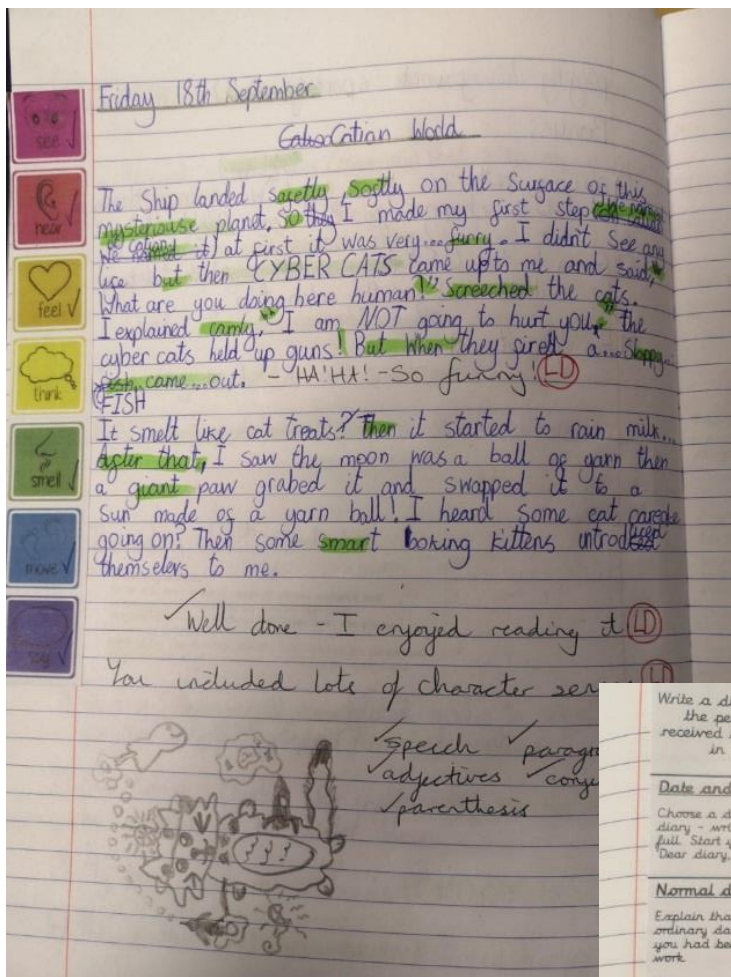 Friday 18th September
Catian World
see
hear
feel
think
smell
move
say
The Ship landed softly on the Surface of this
mysteriouse planet, So I made my first step
at first it was very...furry. I didn't See any
life but then CYBER CATS came up to me and said,
"What are you doing here human!" Screeched the cats.
I explained camly, "I am NOT going to hurt you," the
cyber cats held up guns! But When they fired a...Sloppy...
came...out. - HA'HA! - So funny! LD
FISH
It smelt like cat treats? Then it started to rain milk...
After that, I saw the moon was a ball of yarn then
a giant paw grabed it and swapped it to a
Sun made of a yarn ball! I heard some cat
going on? Then some smart looking kittens introduced
themselers to me.
Well done - I enjoyed reading it LD
You included lots of character LD
speech
adjectives
parenthesis
Write a
the
received
in
Date and
Choose a
diary -
full. Start
Dear diary,
Normal
Explain
ordinary
you had
work